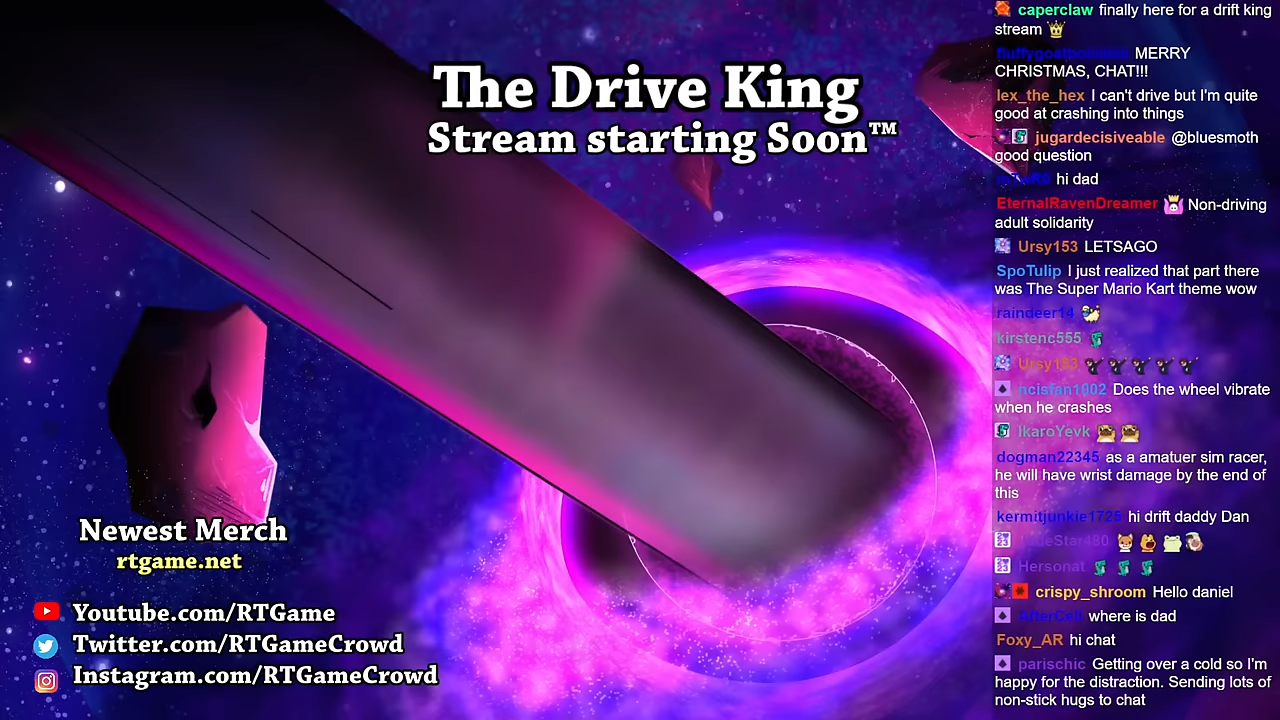 The Drive King
Stream starting Soon™
Newest Merch
rtgame.net
Youtube.com/RTGame
Twitter.com/RTGameCrowd
Instagram.com/RTGameCrowd
caperclaw finally here for a drift king
stream
MERRY
CHRISTMAS, CHAT!!!
lex_the_hex I can't drive but I'm quite
good at crashing into things
jugardecisiveable @bluesmoth
good question
hi dad
EternalRavenDreamer Non-driving
adult solidarity
Ursy153 LETSAGO
SpoTulip I just realized that part there
was The Super Mario Kart theme wow
raindeer14
kirstenc555
Ursy153
ncisfan1002 Does the wheel vibrate
when he crashes
IkaroYevk
dogman22345 as a amatuer sim racer,
he will have wrist damage by the end of
this
kermitjunkie1725 hi drift daddy Dan
Hersonat
crispy_shroom Hello daniel
where is dad
Foxy_AR hi chat
parischic Getting over a cold so I'm
happy for the distraction. Sending lots of
non-stick hugs to chat